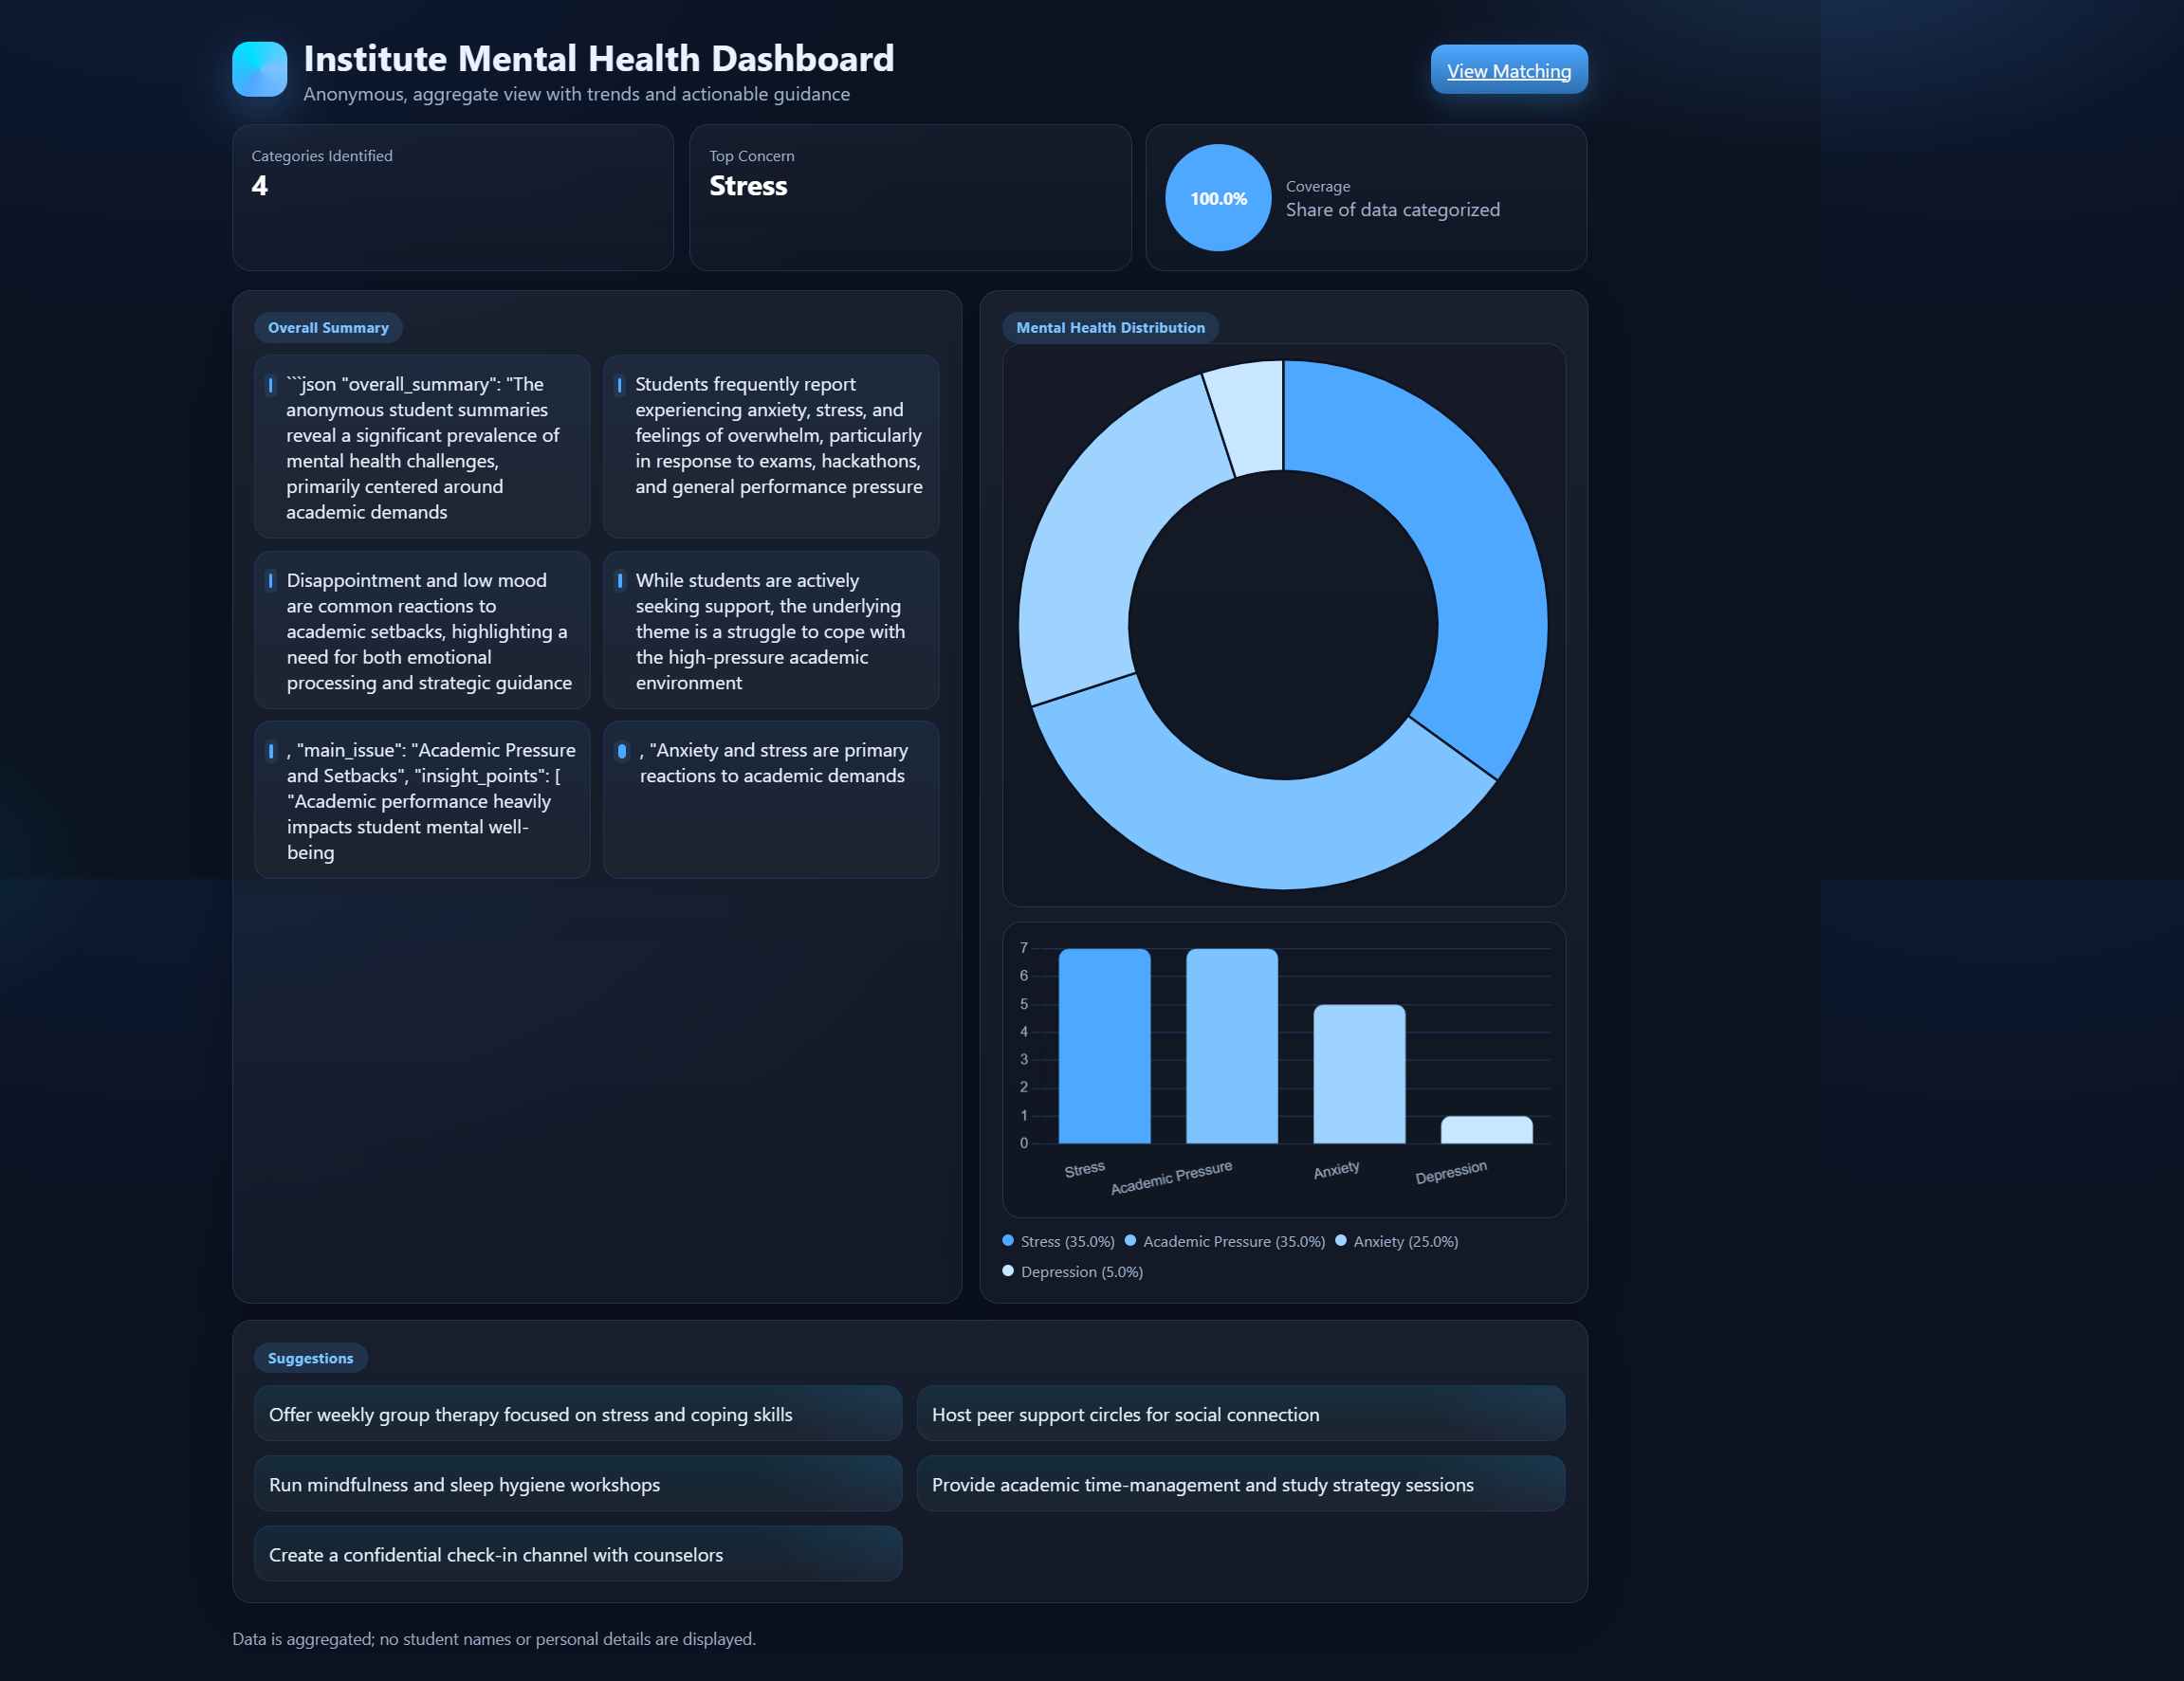 Institute Mental Health Dashboard
Anonymous, aggregate view with trends and actionable guidance
View Matching
Categories Identified
4
Top Concern
Stress
100.0%
Coverage
Share of data categorized
Overall Summary
```json "overall_summary": "The
anonymous student summaries
reveal a significant prevalence of
mental health challenges,
primarily centered around
academic demands
Students frequently report
experiencing anxiety, stress, and
feelings of overwhelm, particularly
in response to exams, hackathons,
and general performance pressure
Disappointment and low mood
are common reactions to
academic setbacks, highlighting a
need for both emotional
processing and strategic guidance
While students are actively
seeking support, the underlying
theme is a struggle to cope with
the high-pressure academic
environment
, "main_issue": "Academic Pressure
and Setbacks", "insight_points": [
"Academic performance heavily
impacts student mental well-
being
, "Anxiety and stress are primary
reactions to academic demands
Mental Health Distribution
7
6
5
4
3
2
1
0
Stress
Academic Pressure
Anxiety
Depression
Stress (35.0%)
Academic Pressure (35.0%)
Anxiety (25.0%)
Depression (5.0%)
Suggestions
Offer weekly group therapy focused on stress and coping skills
Host peer support circles for social connection
Run mindfulness and sleep hygiene workshops
Provide academic time-management and study strategy sessions
Create a confidential check-in channel with counselors
Data is aggregated; no student names or personal details are displayed.